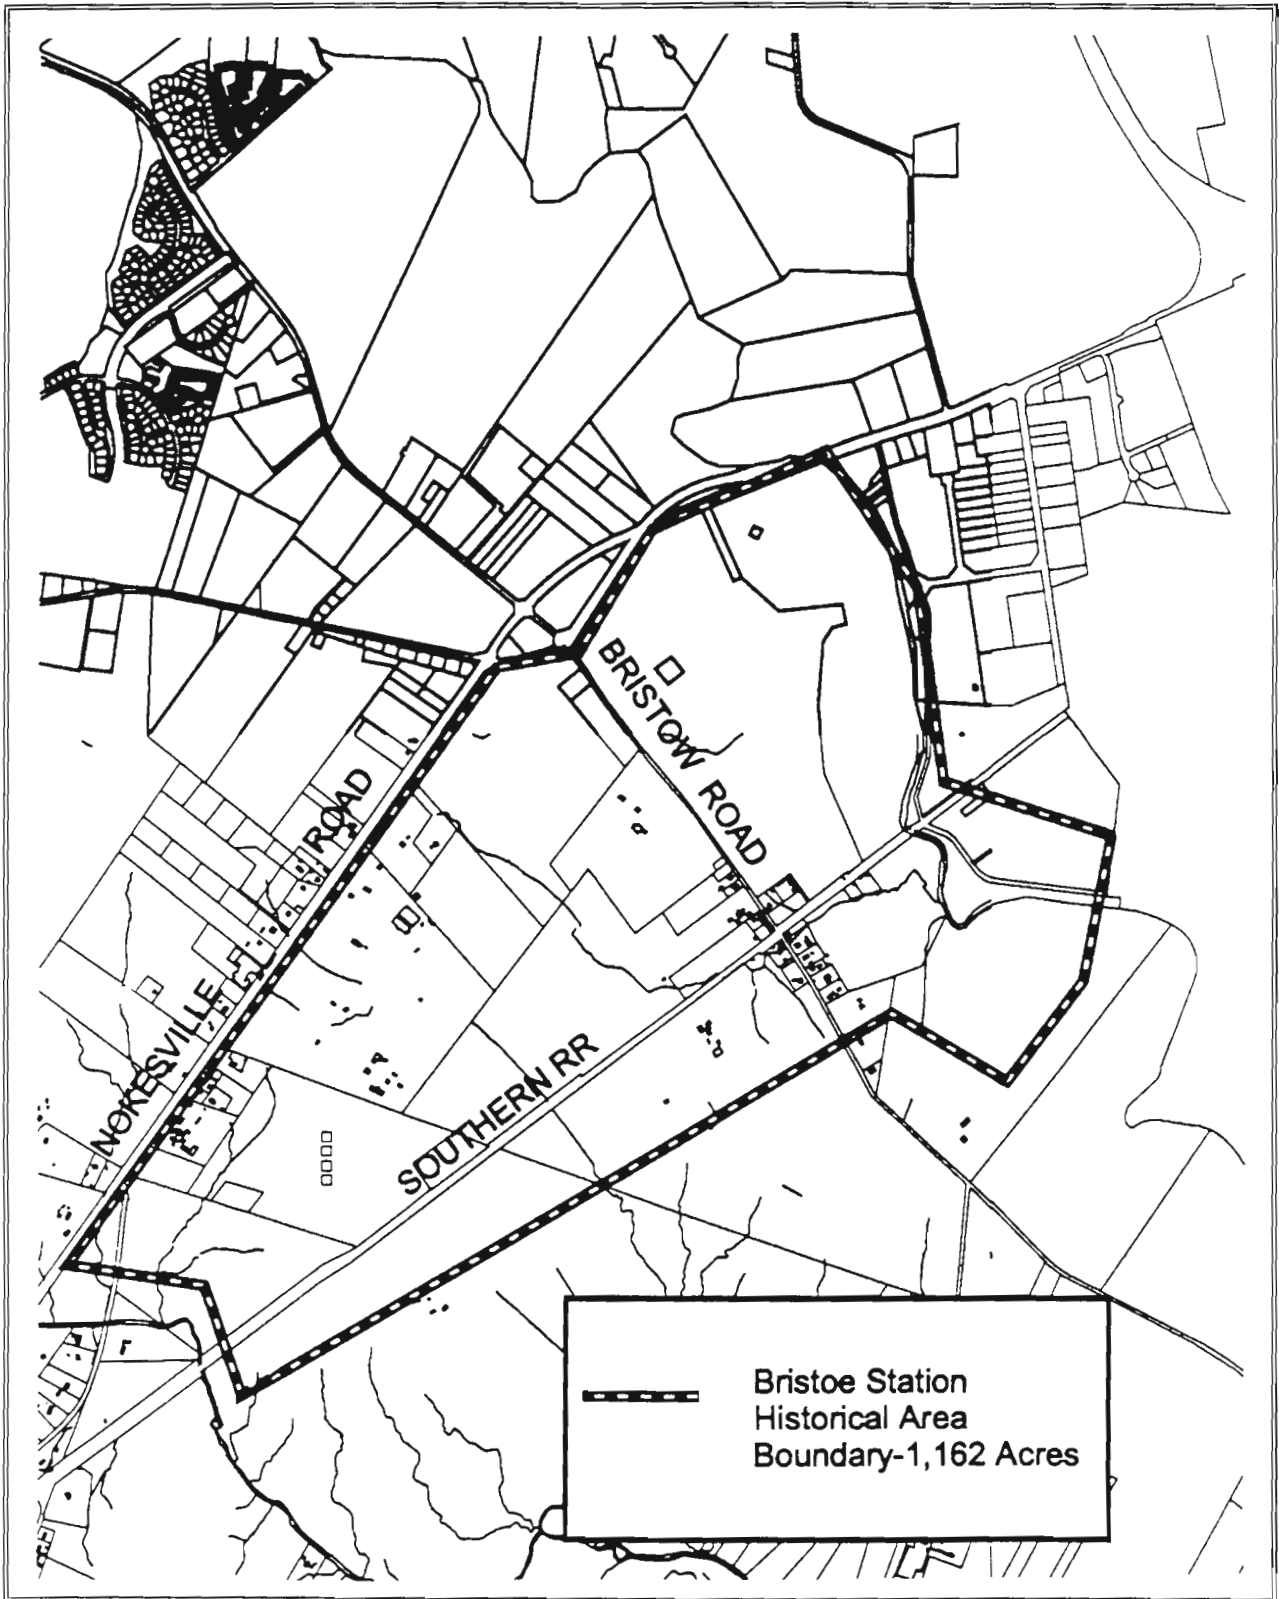 BRISTOW ROAD
NOKESVILLE ROAD
SOUTHERN RR
Bristoe Station
Historical Area
Boundary-1,162 Acres